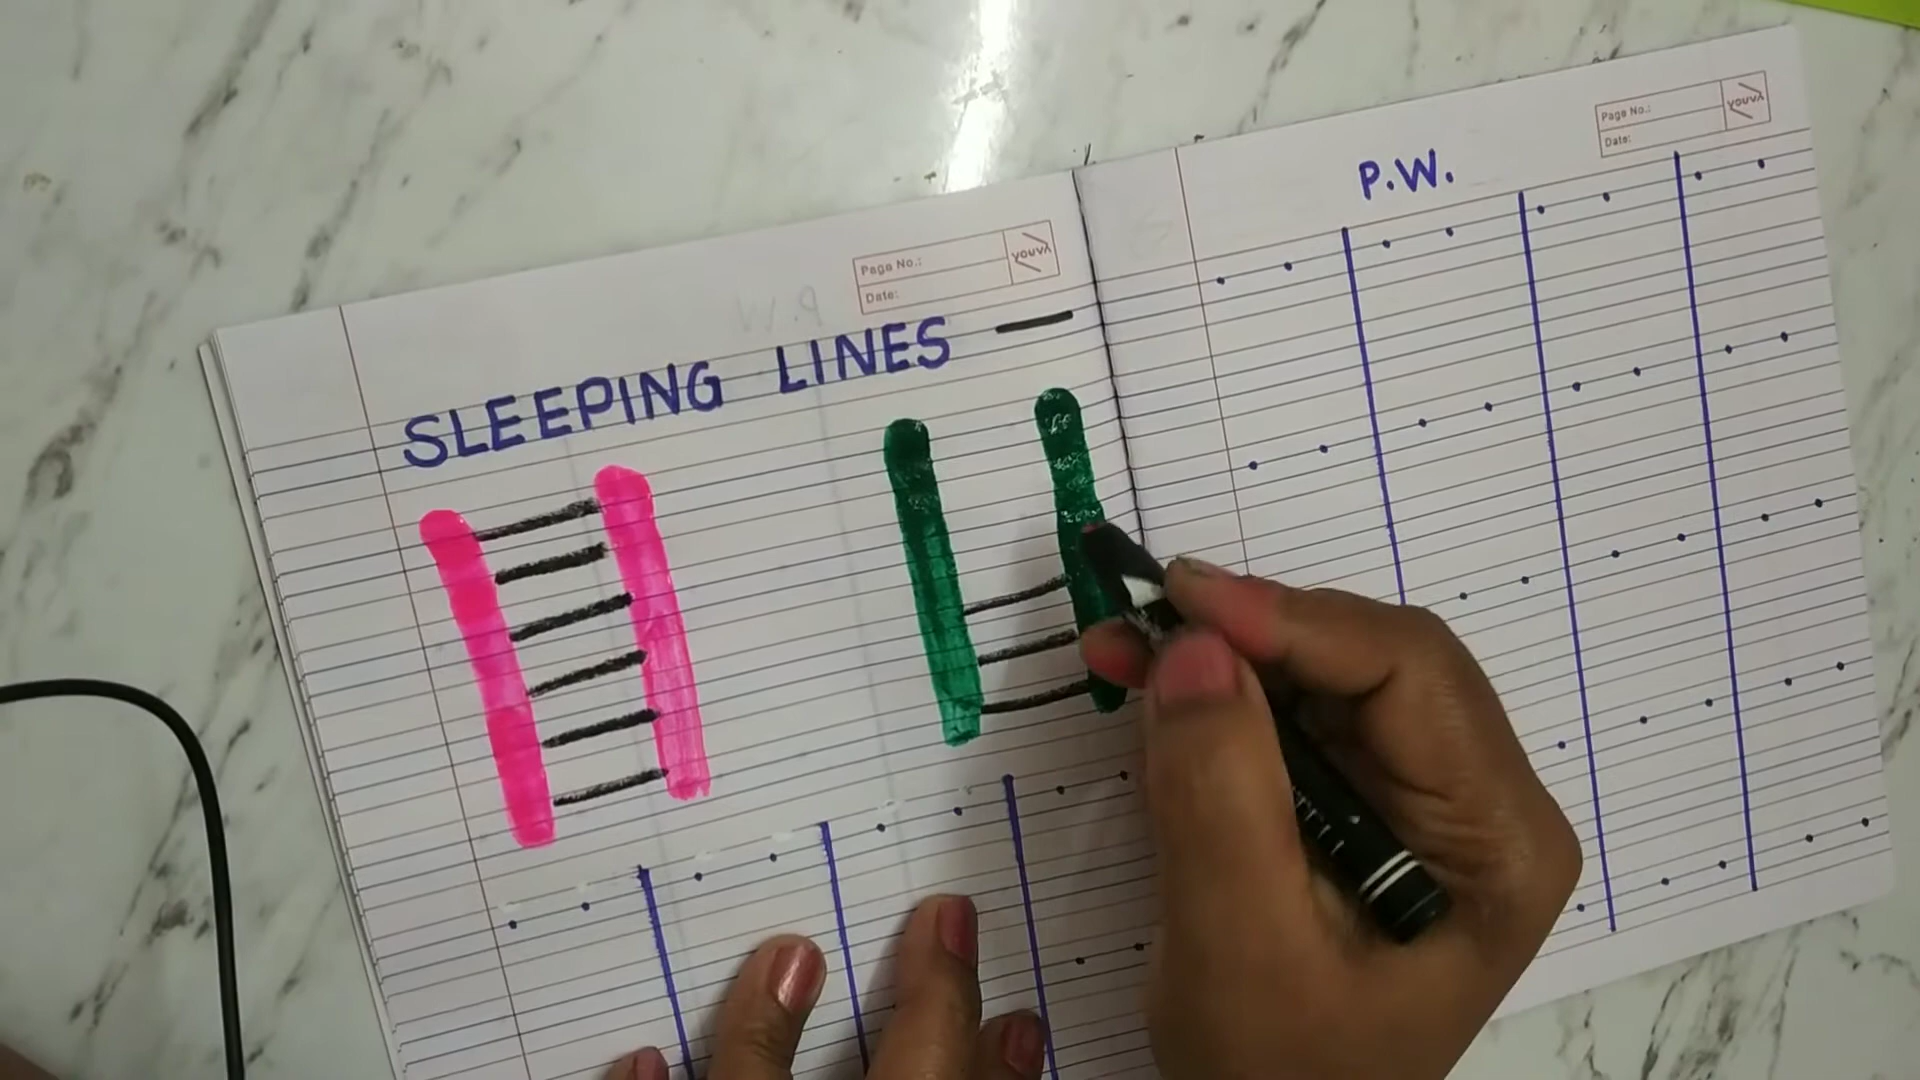 Page No.:
Date:
youva
SLEEPING LINES —
P.W.
Page No.:
Date:
youva